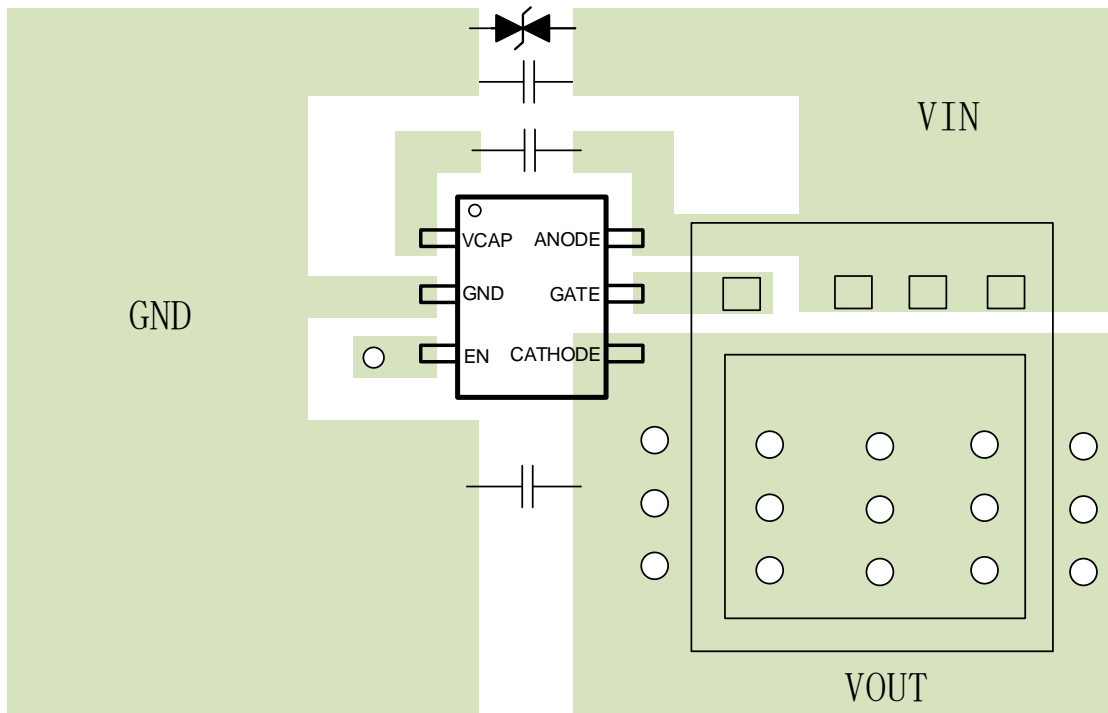 VIN
VCAP ANODE
GND
GND GATE
EN CATHODE
VOUT